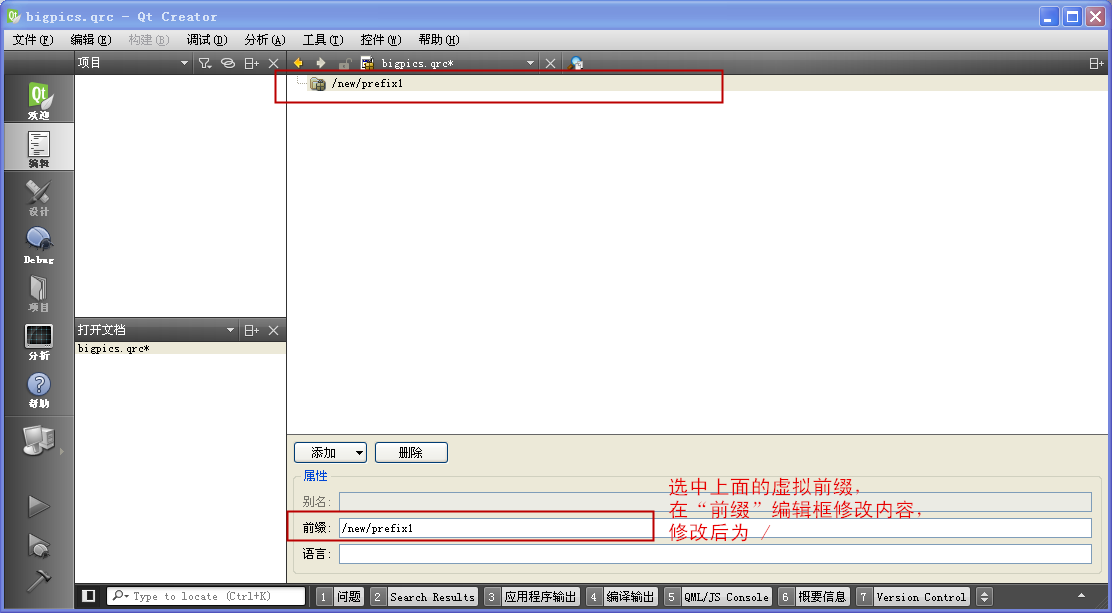 bigpics.qrc - Qt Creator
文件(F) 编辑(E) 构建(B) 调试(D) 分析(A) 工具(T) 控件(W) 帮助(H)
项目 bigpics.qrc*
/new/prefix1
Qt
欢迎
编辑
设计
Debug
项目
分析
帮助
打开文档
bigpics.qrc*
添加 删除
属性
别名:
前缀: /new/prefix1
语言:
选中上面的虚拟前缀,
在“前缀”编辑框修改内容,
修改后为 /
Type to locate (Ctrl+K) 1 问题 2 Search Results 3 应用程序输出 4 编译输出 5 QML/JS Console 6 概要信息 7 Version Control